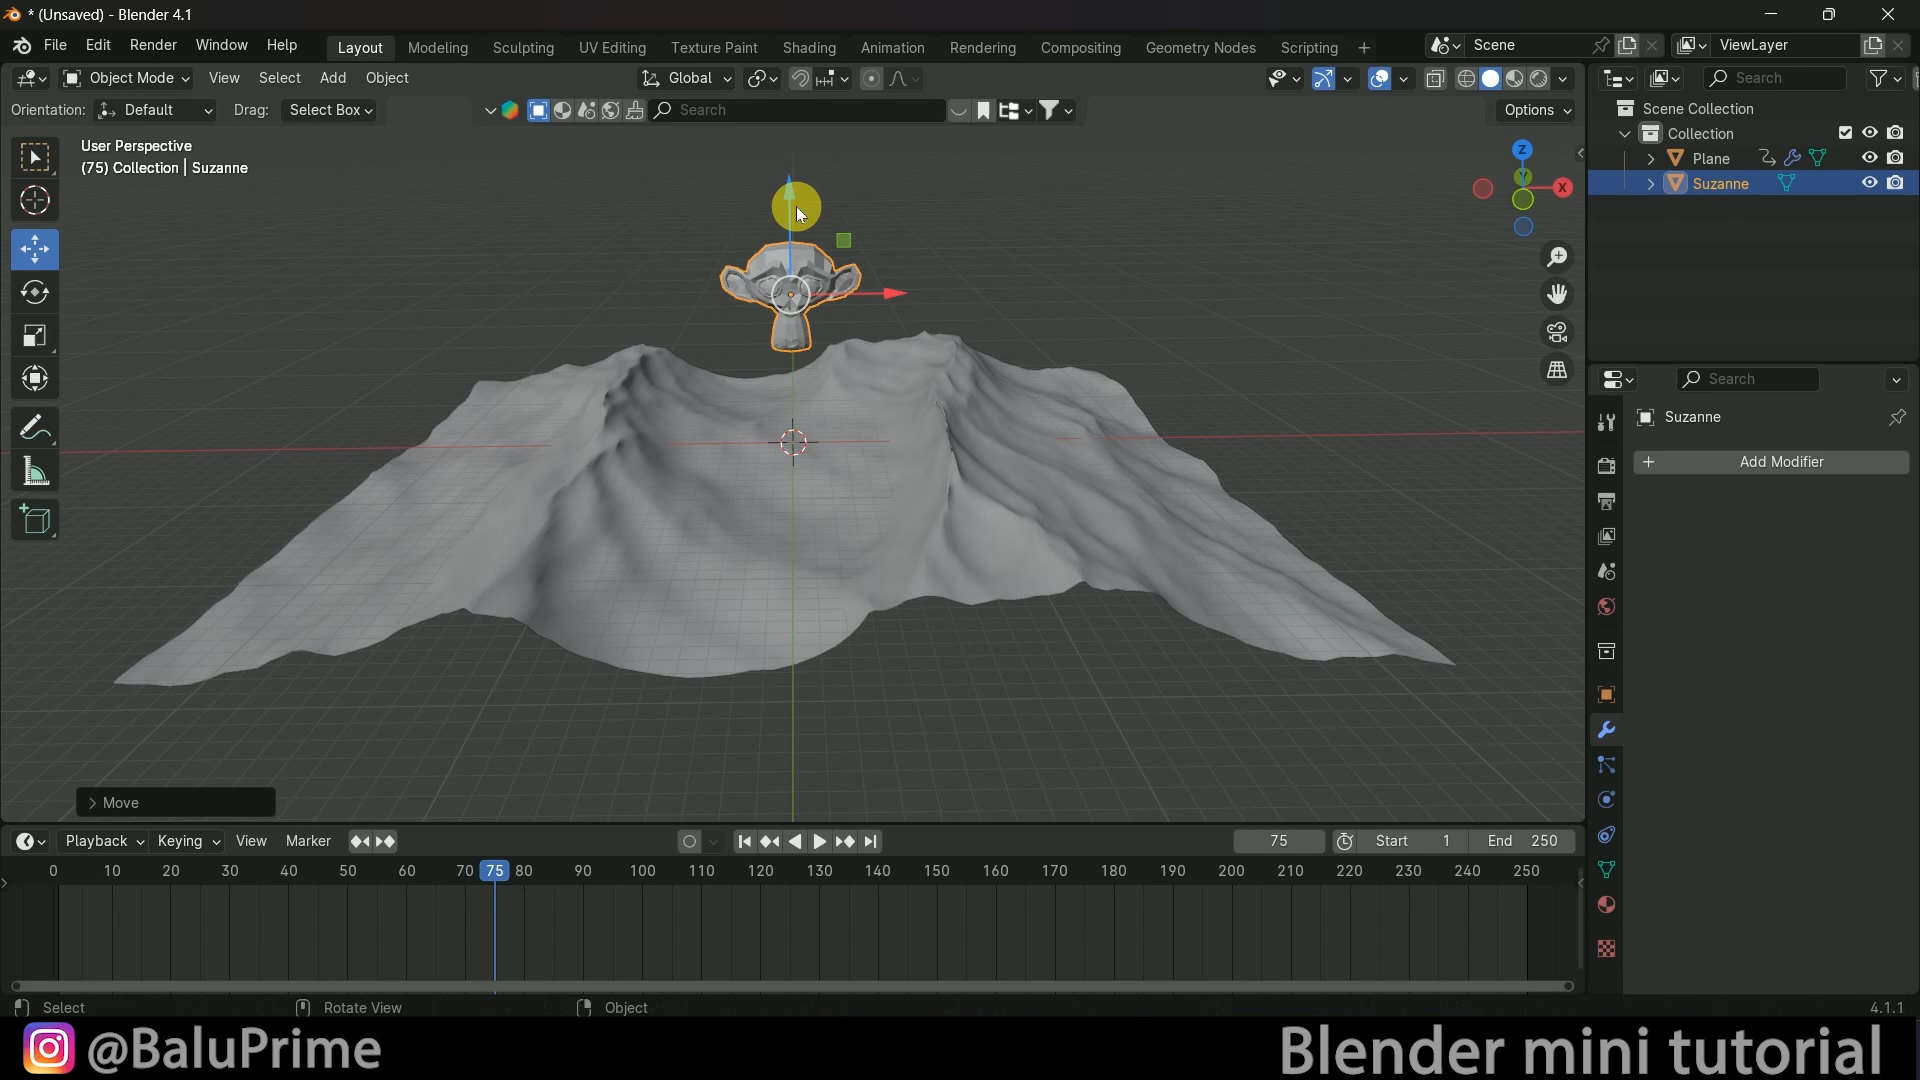 * (Unsaved) - Blender 4.1
File Edit Render Window Help Layout Modeling Sculpting UV Editing Texture Paint Shading Animation Rendering Compositing Geometry Nodes Scripting + Scene ViewLayer
Object Mode View Select Add Object Global Search
Orientation: Default Drag: Select Box Search Options
Scene Collection
Collection
Plane
Suzanne
User Perspective
(75) Collection | Suzanne
Z
Y
X
Search
Suzanne
+ Add Modifier
> Move
Playback Keying View Marker 75 Start 1 End 250
0 10 20 30 40 50 60 70 75 80 90 100 110 120 130 140 150 160 170 180 190 200 210 220 230 240 250
Select Rotate View Object 4.1.1
@BaluPrime Blender mini tutorial